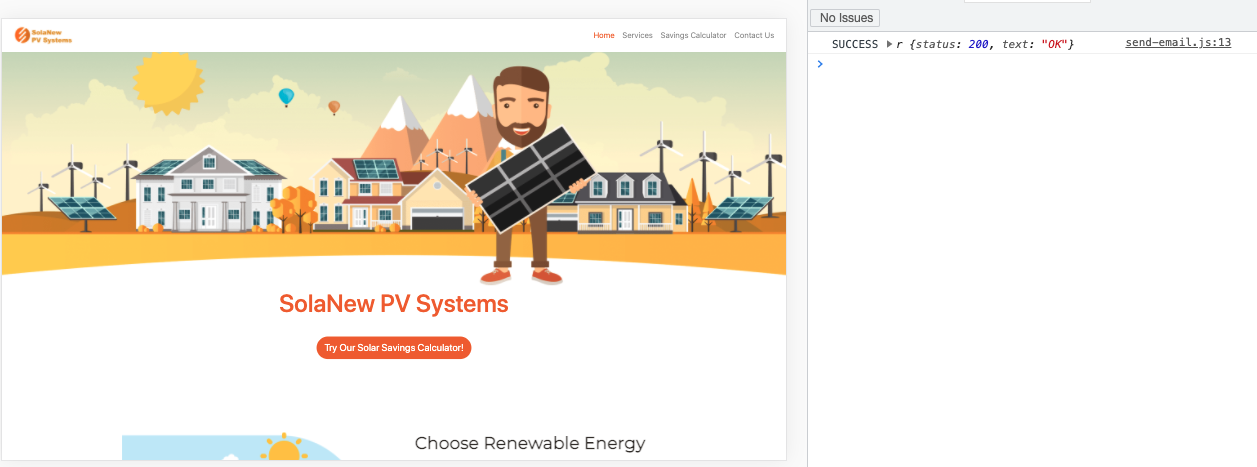 SolaNew
PV Systems
Home Services Savings Calculator Contact Us
SolaNew PV Systems
Try Our Solar Savings Calculator!
Choose Renewable Energy
No Issues
SUCCESS ▶ r {status: 200, text: "OK"} send-email.js:13
>